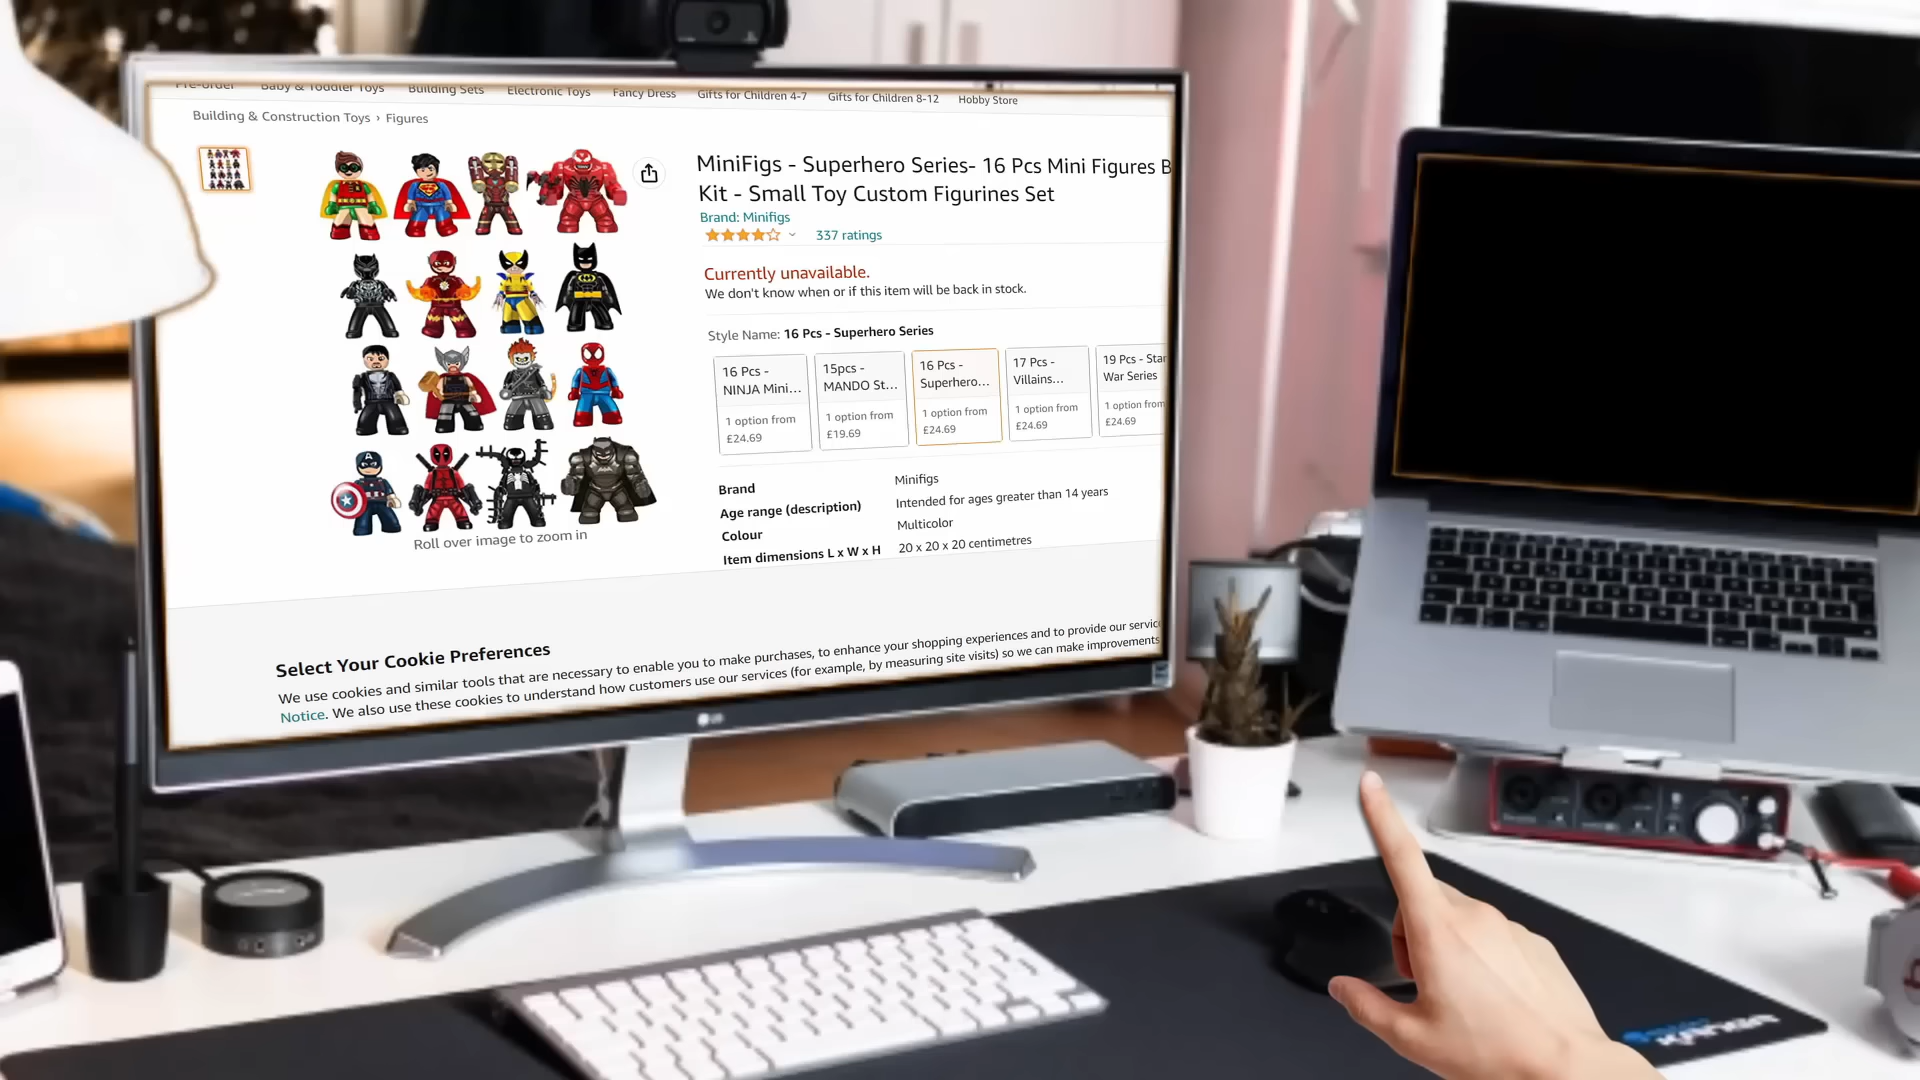 Pre-order Baby & Toddler Toys Building Sets Electronic Toys Fancy Dress Gifts for Children 4-7 Gifts for Children 8-12 Hobby Store
Building & Construction Toys › Figures
MiniFigs - Superhero Series- 16 Pcs Mini Figures B
Kit - Small Toy Custom Figurines Set
Brand: Minifigs
337 ratings
Currently unavailable.
We don't know when or if this item will be back in stock.
Style Name: 16 Pcs - Superhero Series
16 Pcs -
NINJA Mini...
1 option from
£24.69
15pcs -
MANDO St...
1 option from
£19.69
16 Pcs -
Superhero...
1 option from
£24.69
17 Pcs -
Villains...
1 option from
£24.69
19 Pcs - Star
War Series
1 option from
£24.69
Roll over image to zoom in
Brand Minifigs
Age range (description) Intended for ages greater than 14 years
Colour Multicolor
Item dimensions L x W x H 20 x 20 x 20 centimetres
Select Your Cookie Preferences
We use cookies and similar tools that are necessary to enable you to make purchases, to enhance your shopping experiences and to provide our servic
Notice. We also use these cookies to understand how customers use our services (for example, by measuring site visits) so we can make improvements
LG